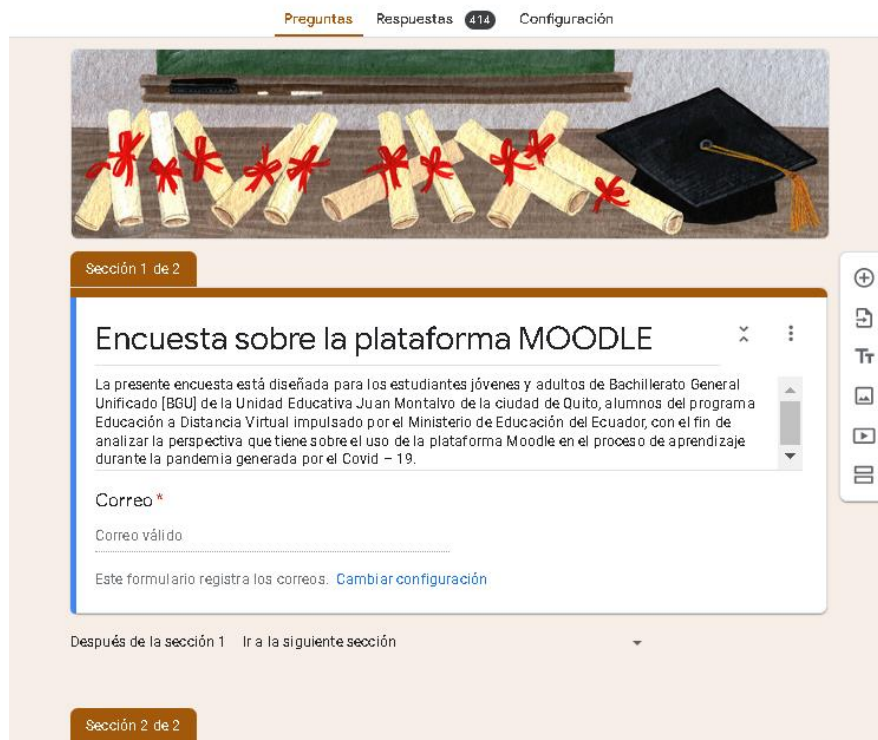 Preguntas Respuestas 414 Configuración
Sección 1 de 2
Encuesta sobre la plataforma MOODLE
La presente encuesta está diseñada para los estudiantes jóvenes y adultos de Bachillerato General
Unificado [BGU] de la Unidad Educativa Juan Montalvo de la ciudad de Quito, alumnos del programa
Educación a Distancia Virtual impulsado por el Ministerio de Educación del Ecuador, con el fin de
analizar la perspectiva que tiene sobre el uso de la plataforma Moodle en el proceso de aprendizaje
durante la pandemia generada por el Covid – 19.
Correo *
Correo válido
Este formulario registra los correos. Cambiar configuración
Después de la sección 1 Ir a la siguiente sección
Sección 2 de 2
Tт